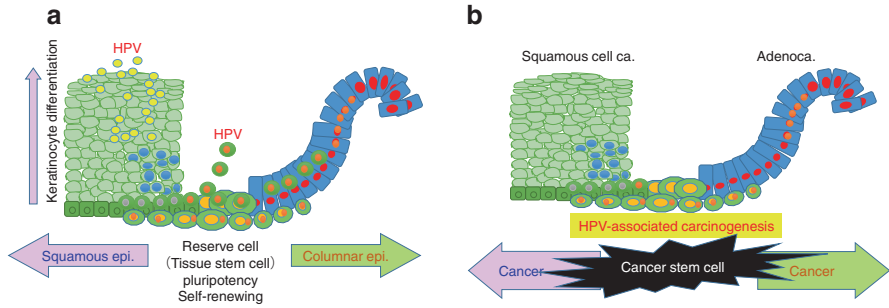 a
HPV
Keratinocyte differentiation
HPV
Squamous epi.
Reserve cell
(Tissue stem cell)
pluripotency
Self-renewing
Columnar epi.
b
Squamous cell ca.
Adenoca.
HPV-associated carcinogenesis
Cancer
Cancer stem cell
Cancer